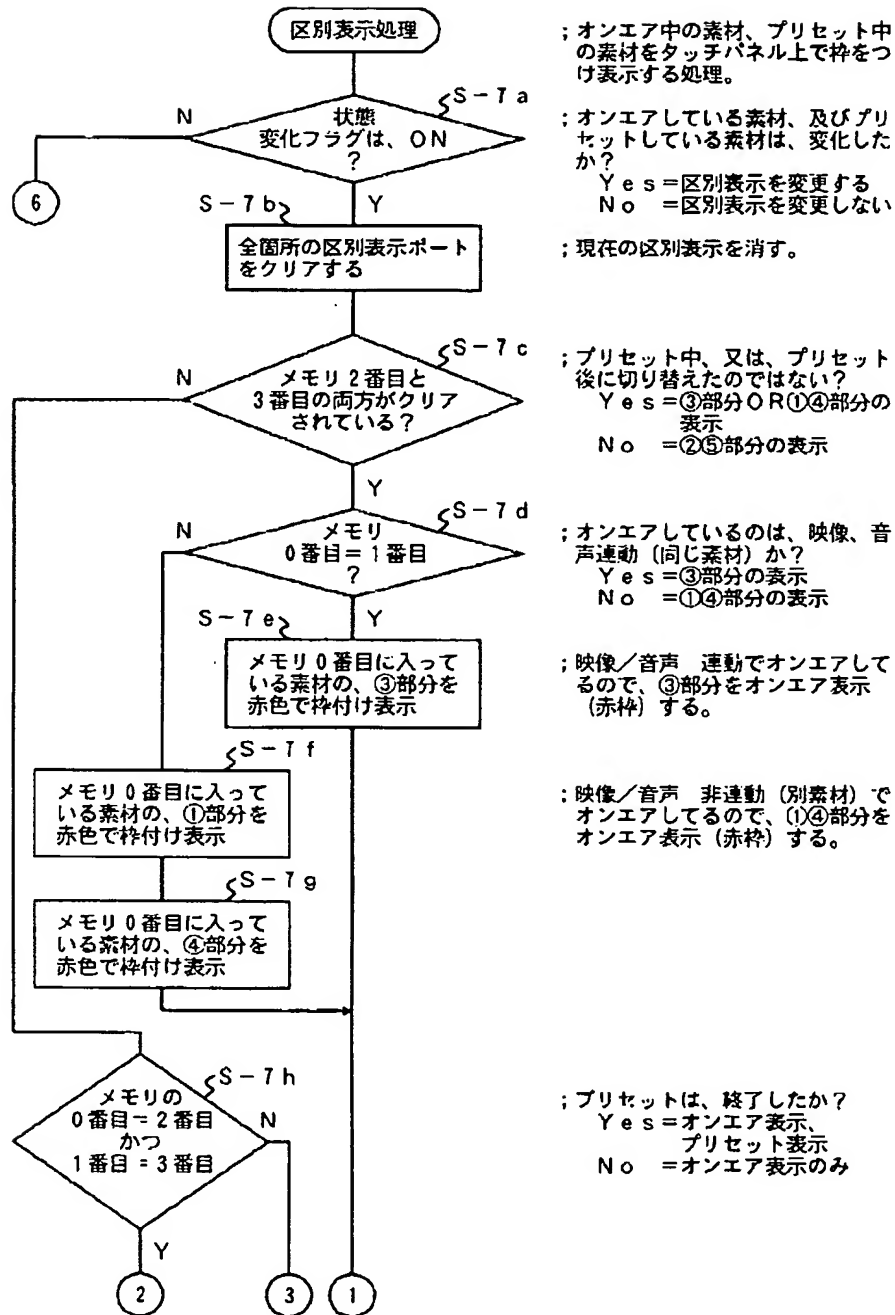 区別表示処理
;オンエア中の素材、プリセット中
の素材をタッチパネル上で枠をつ
け表示する処理。
S-7a
N
状態
変化フラグは、ON
?
;オンエアしている素材、及びプリ
セットしている素材は、変化した
か?
Yes=区別表示を変更する
No =区別表示を変更しない
6
S-7b
Y
全箇所の区別表示ポート
をクリアする
;現在の区別表示を消す。
S-7c
N
メモリ2番目と
3番目の両方がクリア
されている?
;プリセット中、又は、プリセット
後に切り替えたのではない?
Yes=③部分OR①④部分の
表示
No =②⑤部分の表示
Y
S-7d
N
メモリ
0番目=1番目
?
;オンエアしているのは、映像、音
声連動(同じ素材)か?
Yes=③部分の表示
No =①④部分の表示
S-7e
Y
メモリ0番目に入って
いる素材の、③部分を
赤色で枠付け表示
;映像/音声 連動でオンエアして
るので、③部分をオンエア表示
(赤枠)する。
S-7f
メモリ0番目に入って
いる素材の、①部分を
赤色で枠付け表示
;映像/音声 非連動(別素材)で
オンエアしてるので、①④部分を
オンエア表示(赤枠)する。
S-7g
メモリ0番目に入って
いる素材の、④部分を
赤色で枠付け表示
S-7h
メモリの
0番目=2番目
かつ
1番目=3番目
N
;プリセットは、終了したか?
Yes=オンエア表示、
プリセット表示
No =オンエア表示のみ
Y
2
3
1